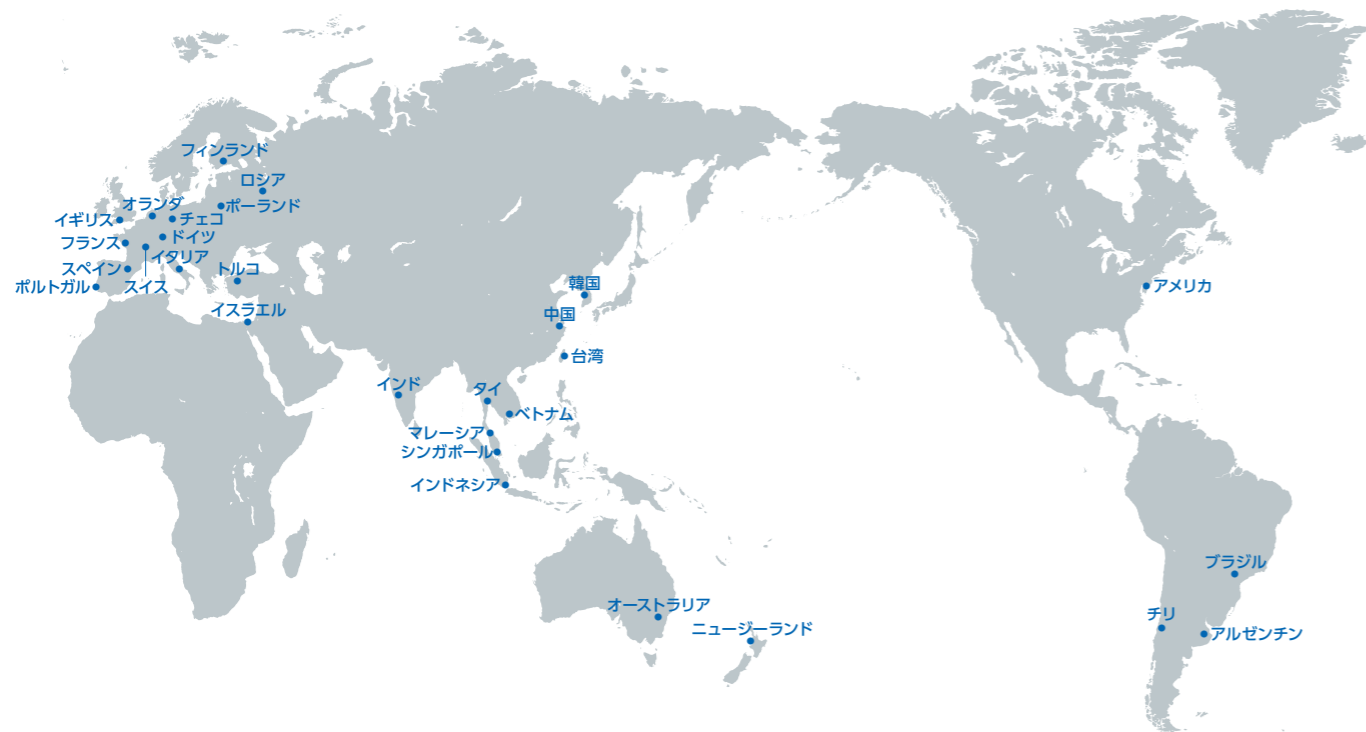 フィンランド
ロシア
オランダ
ポーランド
イギリス
チェコ
フランス
ドイツ
イタリア
スペイン
トルコ
ポルトガル
スイス
イスラエル
韓国
中国
台湾
アメリカ
インド
タイ
ベトナム
マレーシア
シンガポール
インドネシア
オーストラリア
ニュージーランド
ブラジル
チリ
アルゼンチン